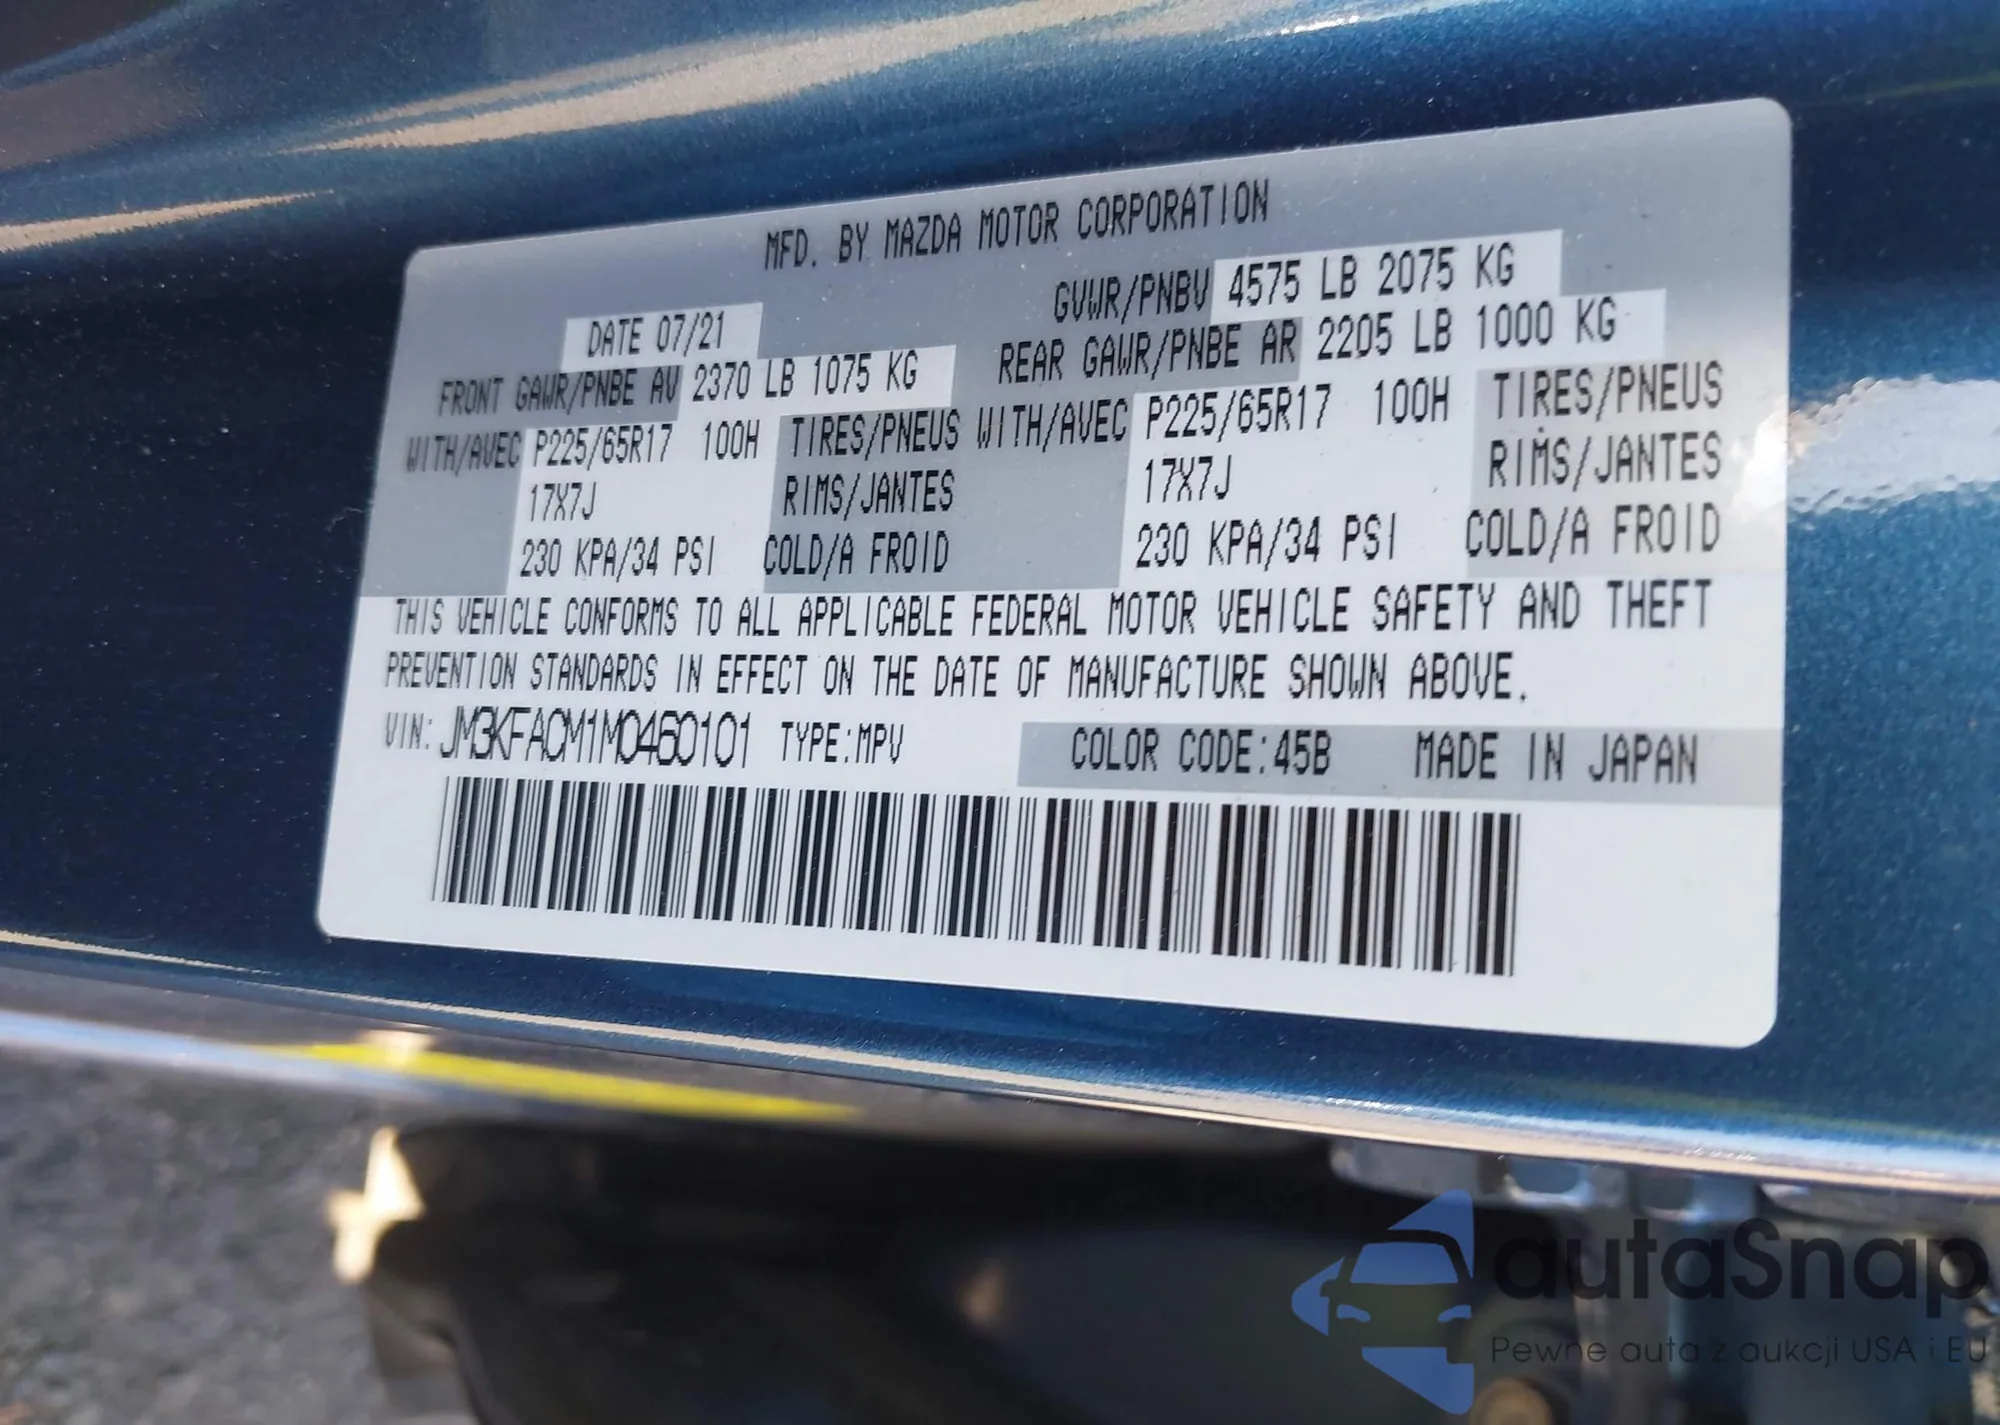 MFD. BY MAZDA MOTOR CORPORATION
DATE 07/21 GVWR/PNBV 4575 LB 2075 KG
FRONT GAWR/PNBE AV 2370 LB 1075 KG REAR GAWR/PNBE AR 2205 LB 1000 KG
WITH/AVEC P225/65R17 100H TIRES/PNEUS WITH/AVEC P225/65R17 100H TIRES/PNEUS
17X7J RIMS/JANTES 17X7J RIMS/JANTES
230 KPA/34 PSI COLD/A FROID 230 KPA/34 PSI COLD/A FROID
THIS VEHICLE CONFORMS TO ALL APPLICABLE FEDERAL MOTOR VEHICLE SAFETY AND THEFT
PREVENTION STANDARDS IN EFFECT ON THE DATE OF MANUFACTURE SHOWN ABOVE.
VIN: JM3KFACM1M0460101 TYPE:MPV COLOR CODE:45B MADE IN JAPAN
autaSnap
Pewne auta z aukcji USA i EU